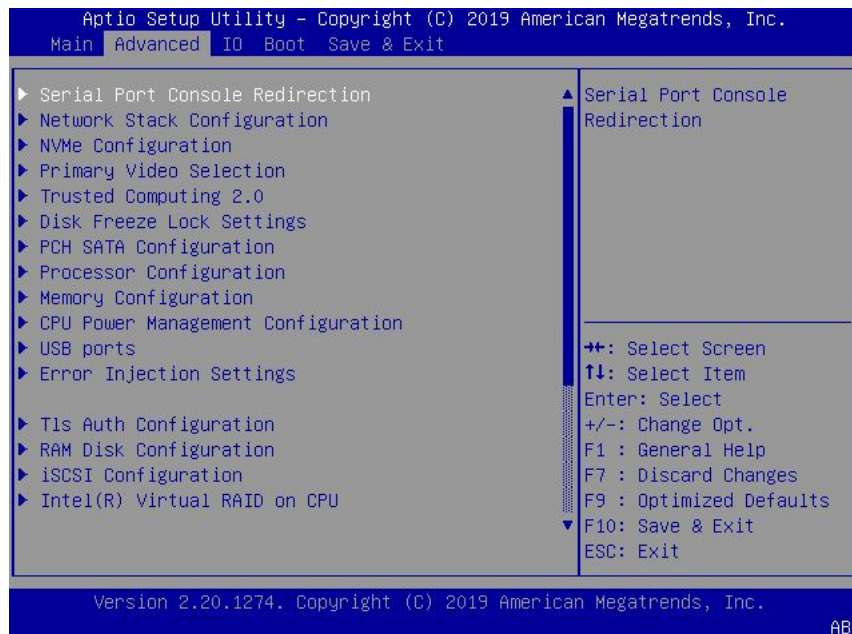 Aptio Setup Utility – Copyright (C) 2019 American Megatrends, Inc.
Main Advanced IO Boot Save & Exit
Serial Port Console Redirection
Network Stack Configuration
NVMe Configuration
Primary Video Selection
Trusted Computing 2.0
Disk Freeze Lock Settings
PCH SATA Configuration
Processor Configuration
Memory Configuration
CPU Power Management Configuration
USB ports
Error Injection Settings
Tls Auth Configuration
RAM Disk Configuration
iSCSI Configuration
Intel(R) Virtual RAID on CPU
Serial Port Console
Redirection
→←: Select Screen
↑↓: Select Item
Enter: Select
+/-: Change Opt.
F1 : General Help
F7 : Discard Changes
F9 : Optimized Defaults
F10: Save & Exit
ESC: Exit
Version 2.20.1274. Copyright (C) 2019 American Megatrends, Inc.
AB